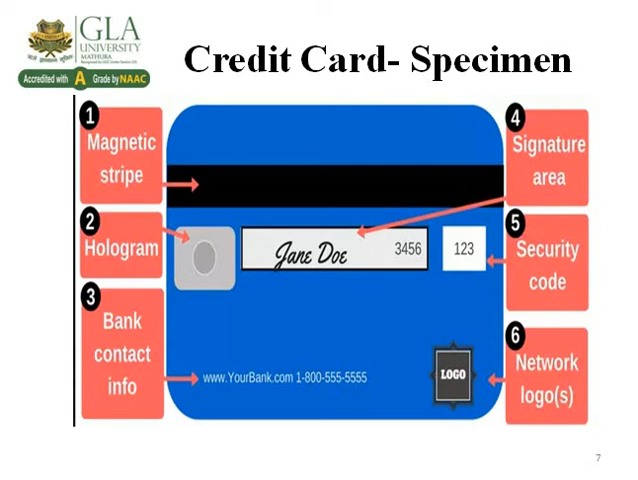 GLA
UNIVERSITY
MATHURA
Accredited with A Grade by NAAC
Credit Card- Specimen
1
Magnetic
stripe
2
Hologram
3
Bank
contact
info
Jane Doe 3456 123
www.YourBank.com 1-800-555-5555
LOGO
4
Signature
area
5
Security
code
6
Network
logo(s)
7